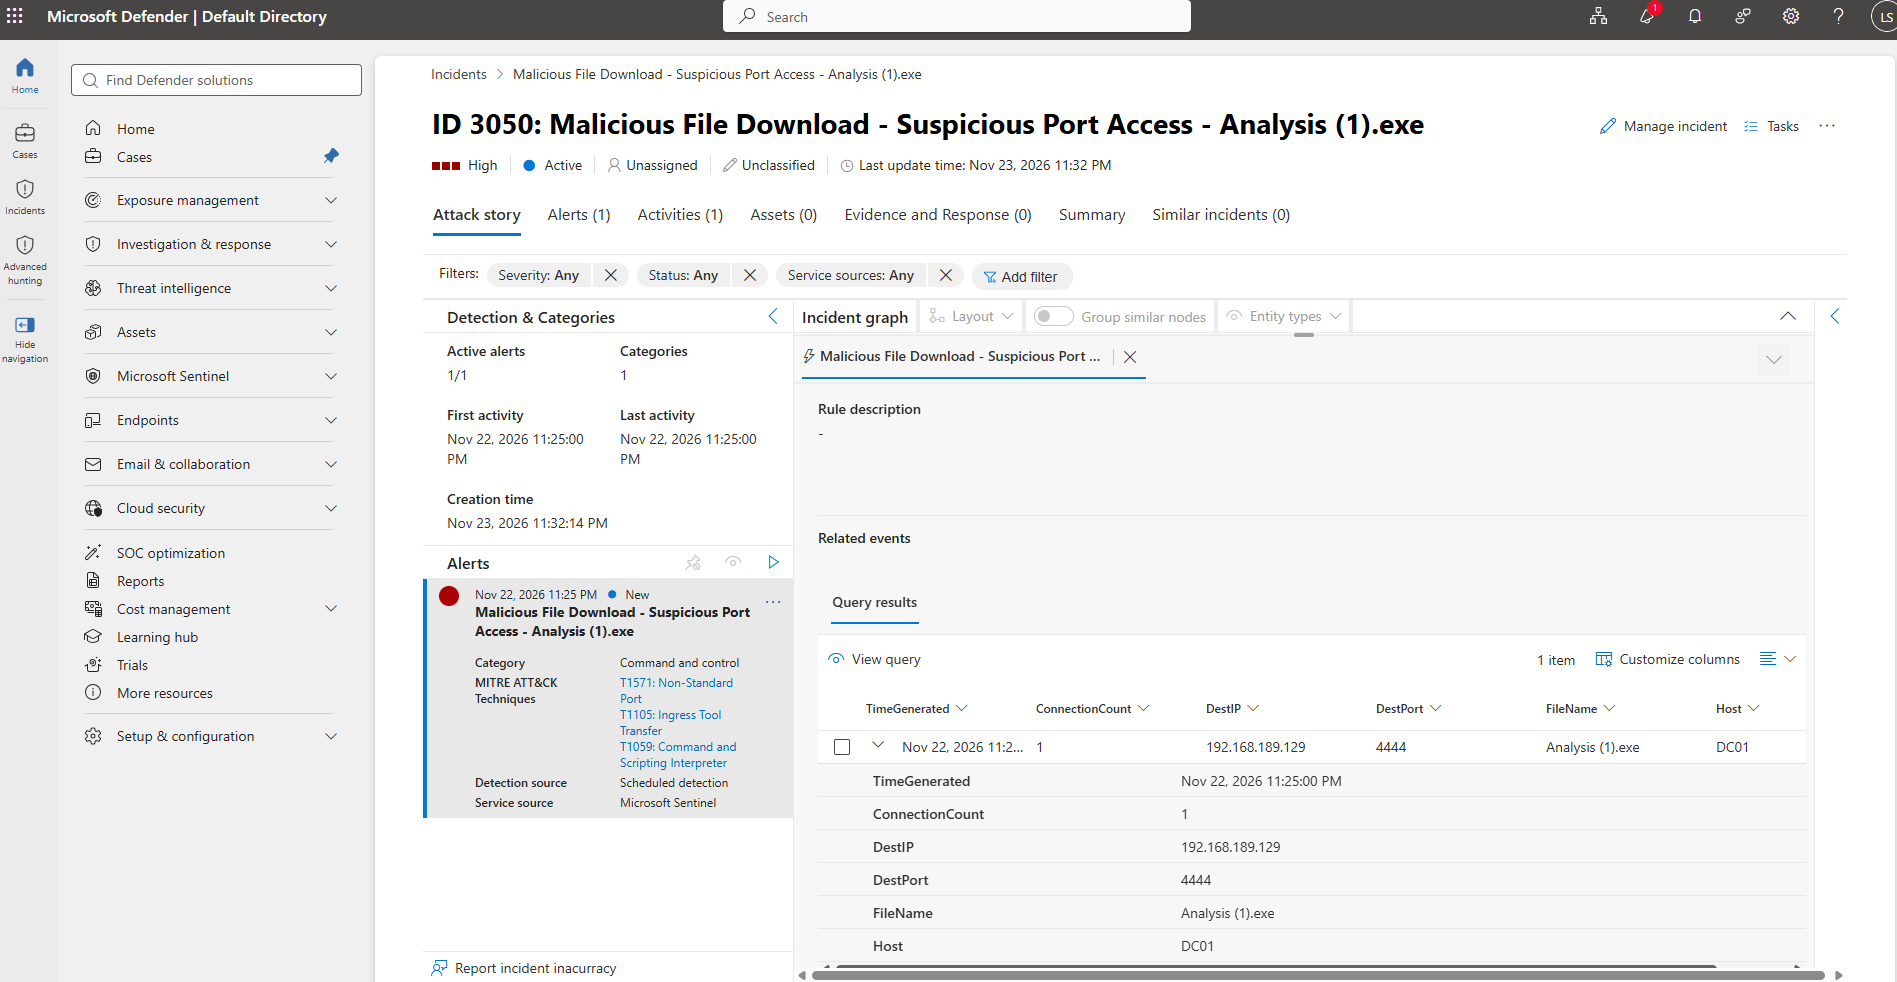 Microsoft Defender | Default Directory
Search
1
LS
Home
Cases
Incidents
Advanced
hunting
Hide
navigation
Find Defender solutions
Home
Cases
Exposure management
Investigation & response
Threat intelligence
Assets
Microsoft Sentinel
Endpoints
Email & collaboration
Cloud security
SOC optimization
Reports
Cost management
Learning hub
Trials
More resources
Setup & configuration
Incidents > Malicious File Download - Suspicious Port Access - Analysis (1).exe
ID 3050: Malicious File Download - Suspicious Port Access - Analysis (1).exe
Manage incident Tasks ...
High Active Unassigned Unclassified Last update time: Nov 23, 2026 11:32 PM
Attack story Alerts (1) Activities (1) Assets (0) Evidence and Response (0) Summary Similar incidents (0)
Filters: Severity: Any Status: Any Service sources: Any Add filter
Detection & Categories
Active alerts Categories
1/1 1
First activity Last activity
Nov 22, 2026 11:25:00 Nov 22, 2026 11:25:00
PM PM
Creation time
Nov 23, 2026 11:32:14 PM
Alerts
Nov 22, 2026 11:25 PM New
Malicious File Download - Suspicious Port
Access - Analysis (1).exe
Category Command and control
MITRE ATT&CK T1571: Non-Standard
Techniques Port
T1105: Ingress Tool
Transfer
T1059: Command and
Scripting Interpreter
Detection source Scheduled detection
Service source Microsoft Sentinel
Report incident inacurracy
Incident graph Layout Group similar nodes Entity types
Malicious File Download - Suspicious Port ...
Rule description
-
Related events
Query results
View query 1 item Customize columns
TimeGenerated ConnectionCount DestIP DestPort FileName Host
Nov 22, 2026 11:2... 1 192.168.189.129 4444 Analysis (1).exe DC01
TimeGenerated Nov 22, 2026 11:25:00 PM
ConnectionCount 1
DestIP 192.168.189.129
DestPort 4444
FileName Analysis (1).exe
Host DC01